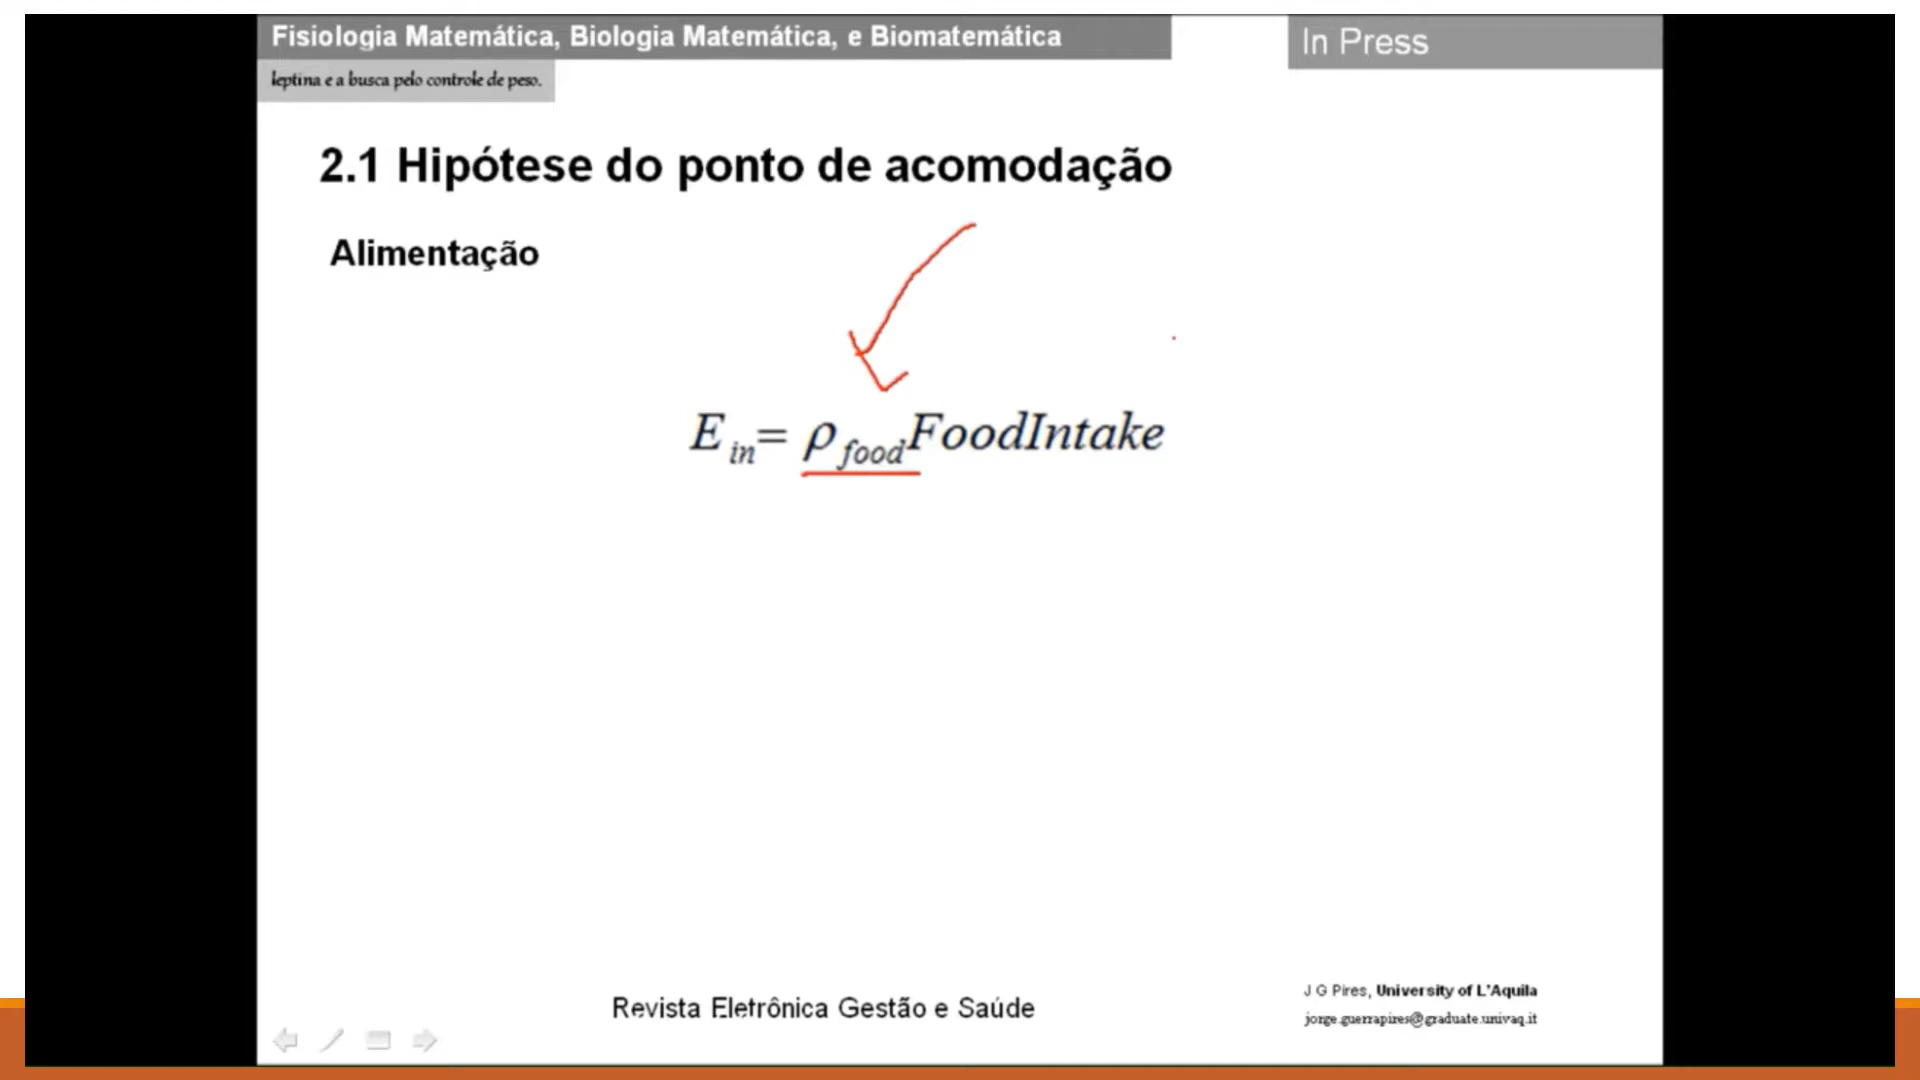 Fisiologia Matemática, Biologia Matemática, e Biomatemática
In Press
leptina e a busca pelo controle de peso.
2.1 Hipótese do ponto de acomodação
Alimentação
E in = ρ food FoodIntake
Revista Eletrônica Gestão e Saúde
J G Pires, University of L'Aquila
jorge.guerrapires@graduate.univaq.it